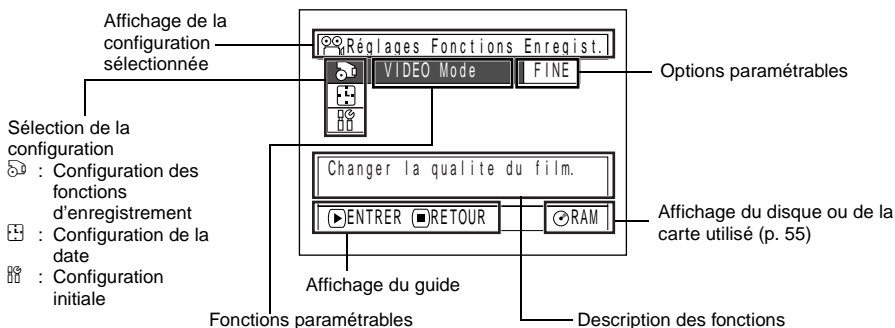 Affichage de la
configuration
sélectionnée
Réglages Fonctions Enregist.
VIDEO Mode
FINE
Options paramétrables
Sélection de la
configuration
: Configuration des
fonctions
d'enregistrement
: Configuration de la
date
: Configuration
initiale
Changer la qualite du film.
ENTRER RETOUR
RAM
Affichage du disque ou de la
carte utilisé (p. 55)
Affichage du guide
Fonctions paramétrables
Description des fonctions